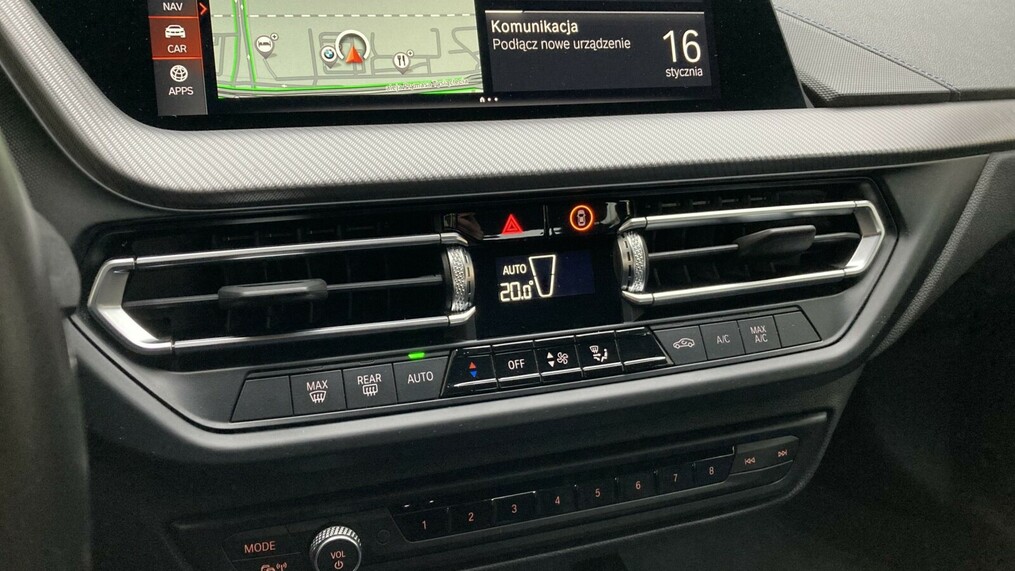 NAV
CAR
APPS
Komunikacja
Podłącz nowe urządzenie
16
stycznia
AUTO
20.0°
MAX
REAR
AUTO
OFF
A/C
MAX
A/C
1 2 3 4 5 6 7 8
MODE
VOL